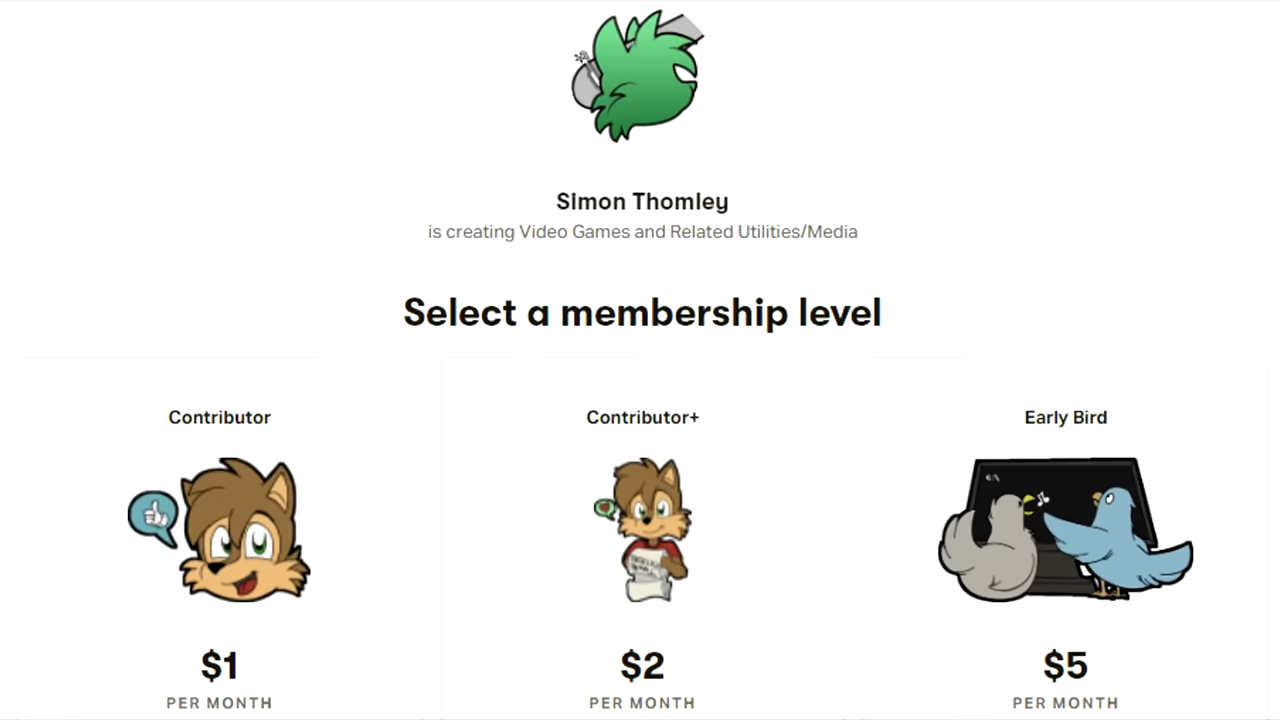 Simon Thomley
is creating Video Games and Related Utilities/Media
Select a membership level
Contributor
Contributor+
Early Bird
C:\
$1
$2
$5
PER MONTH
PER MONTH
PER MONTH